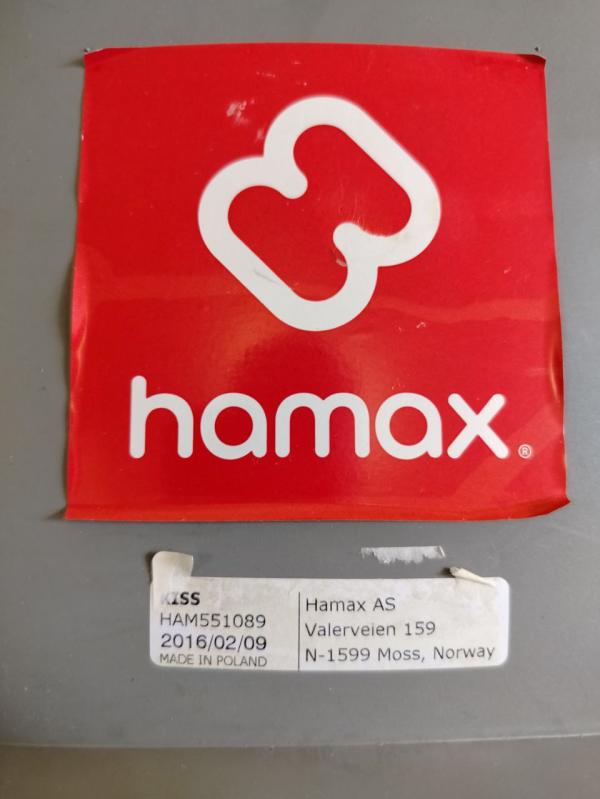 hamax®
KISS
HAM551089
2016/02/09
MADE IN POLAND
Hamax AS
Valerveien 159
N-1599 Moss, Norway